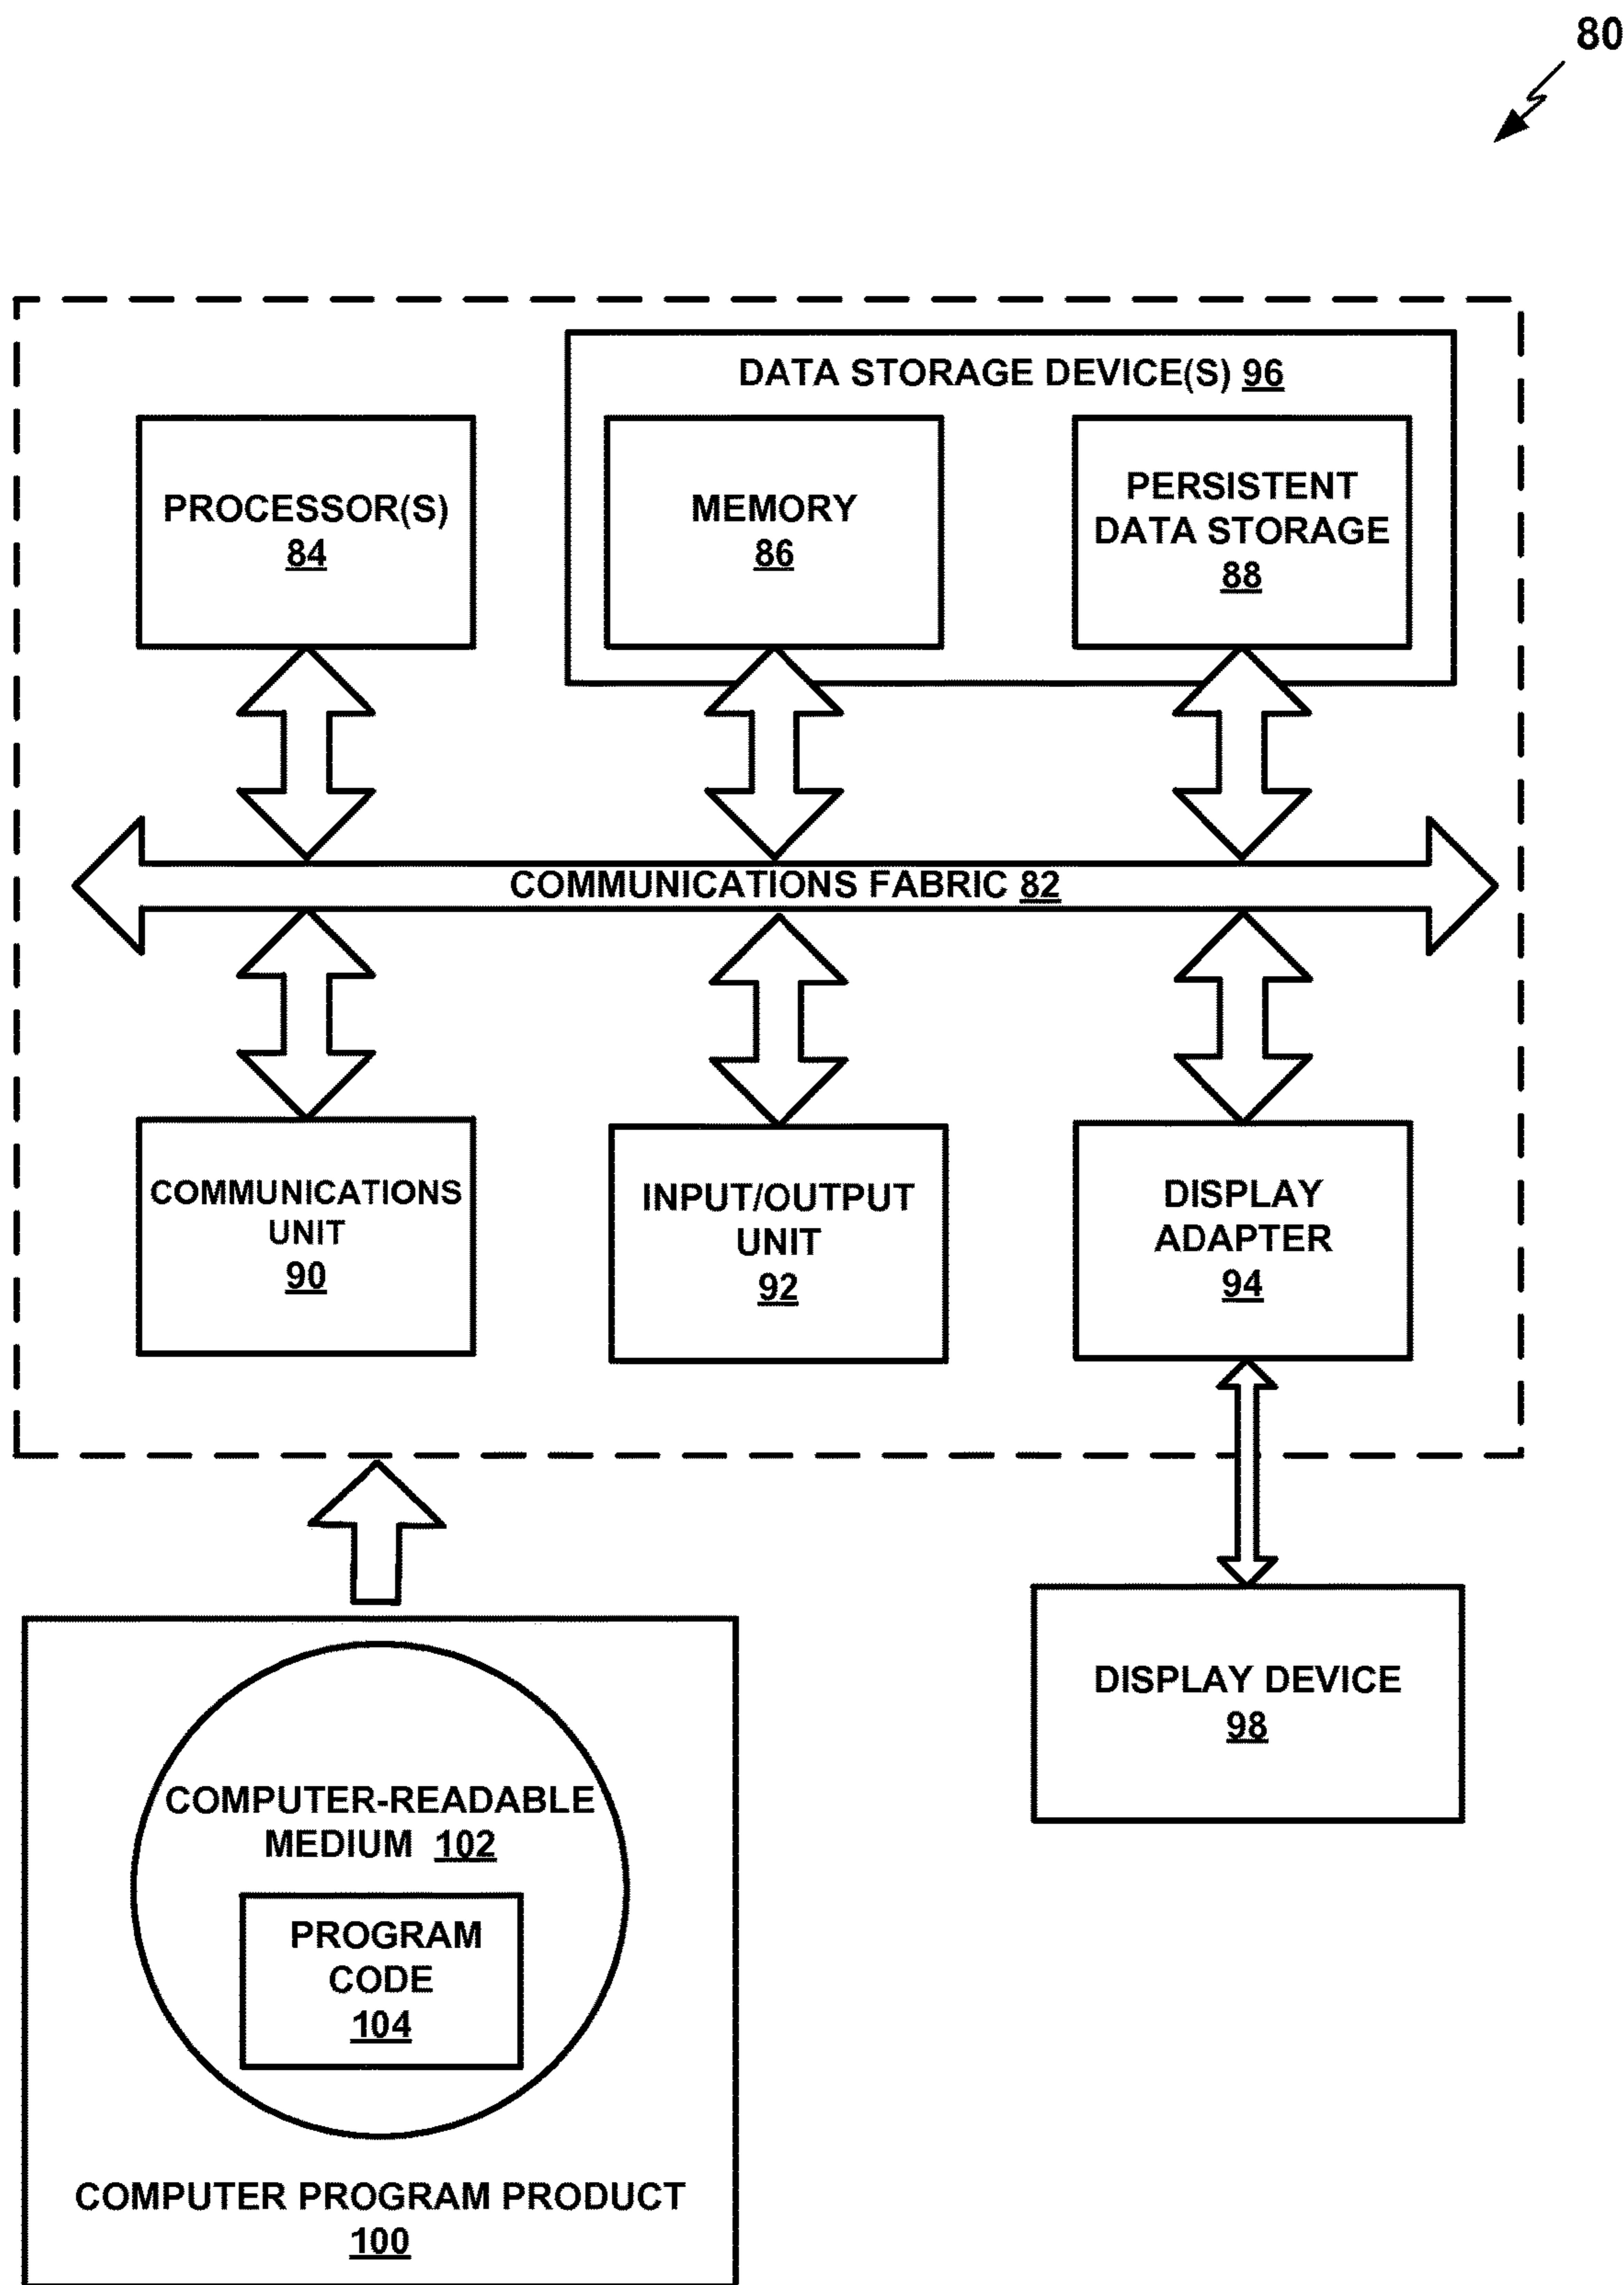 80
DATA STORAGE DEVICE(S) 96
PROCESSOR(S)
84
MEMORY
86
PERSISTENT
DATA STORAGE
88
COMMUNICATIONS FABRIC 82
COMMUNICATIONS
UNIT
90
INPUT/OUTPUT
UNIT
92
DISPLAY
ADAPTER
94
DISPLAY DEVICE
98
COMPUTER-READABLE
MEDIUM 102
PROGRAM
CODE
104
COMPUTER PROGRAM PRODUCT
100